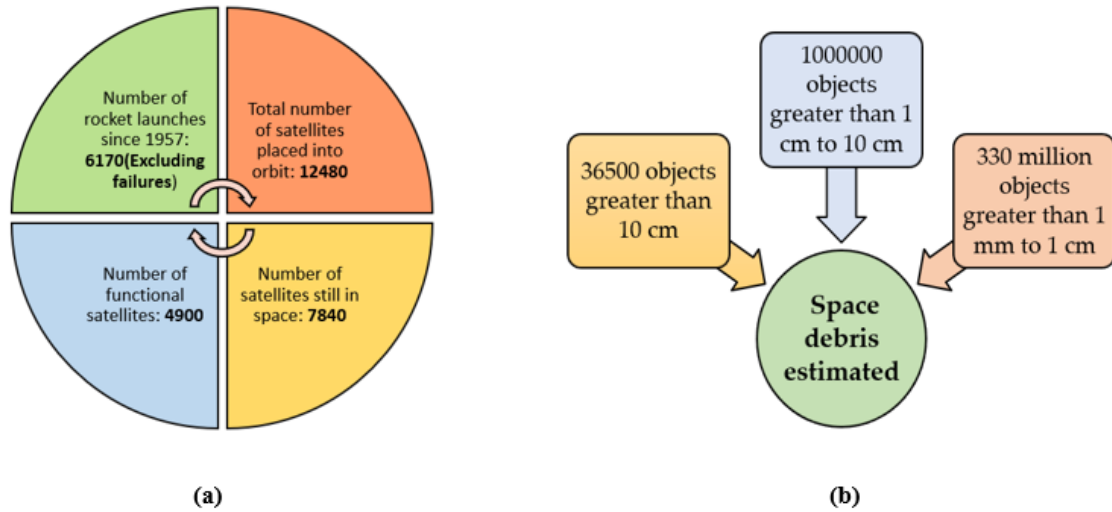 Number of
rocket launches
since 1957:
6170(Excluding
failures)
Total number
of satellites
placed into
orbit: 12480
Number of
functional
satellites: 4900
Number of
satellites still in
space: 7840
(a)
36500 objects
greater than
10 cm
1000000
objects
greater than 1
cm to 10 cm
330 million
objects
greater than 1
mm to 1 cm
Space
debris
estimated
(b)